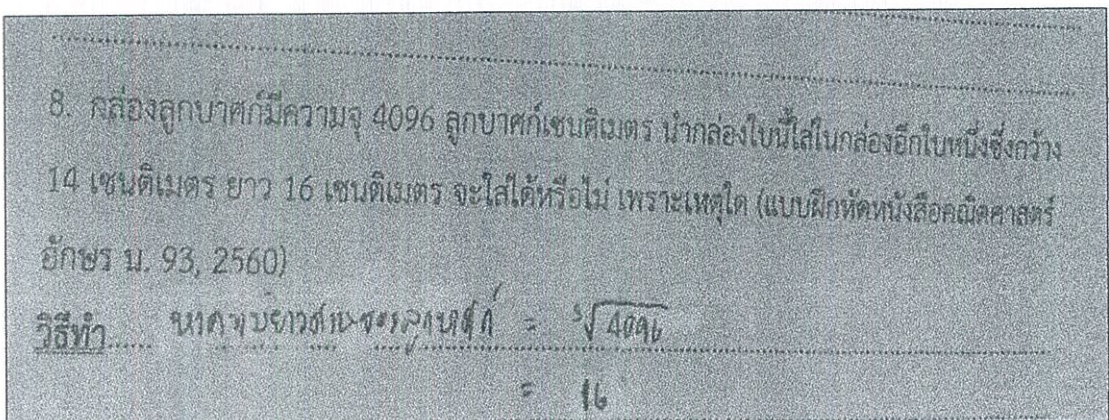 8. กล่องลูกบาศก์มีความจุ 4096 ลูกบาศก์เซนติเมตร นำกล่องใบนี้ใส่ในกล่องอีกใบหนึ่งซึ่งกว้าง
14 เซนติเมตร ยาว 16 เซนติเมตร จะใส่ได้หรือไม่ เพราะเหตุใด (แบบฝึกหัดหนังสือคณิตศาสตร์
อักษร น. 93, 2560)
วิธีทำ หาความยาวด้านของลูกบาศก์ = ³√4096
= 16